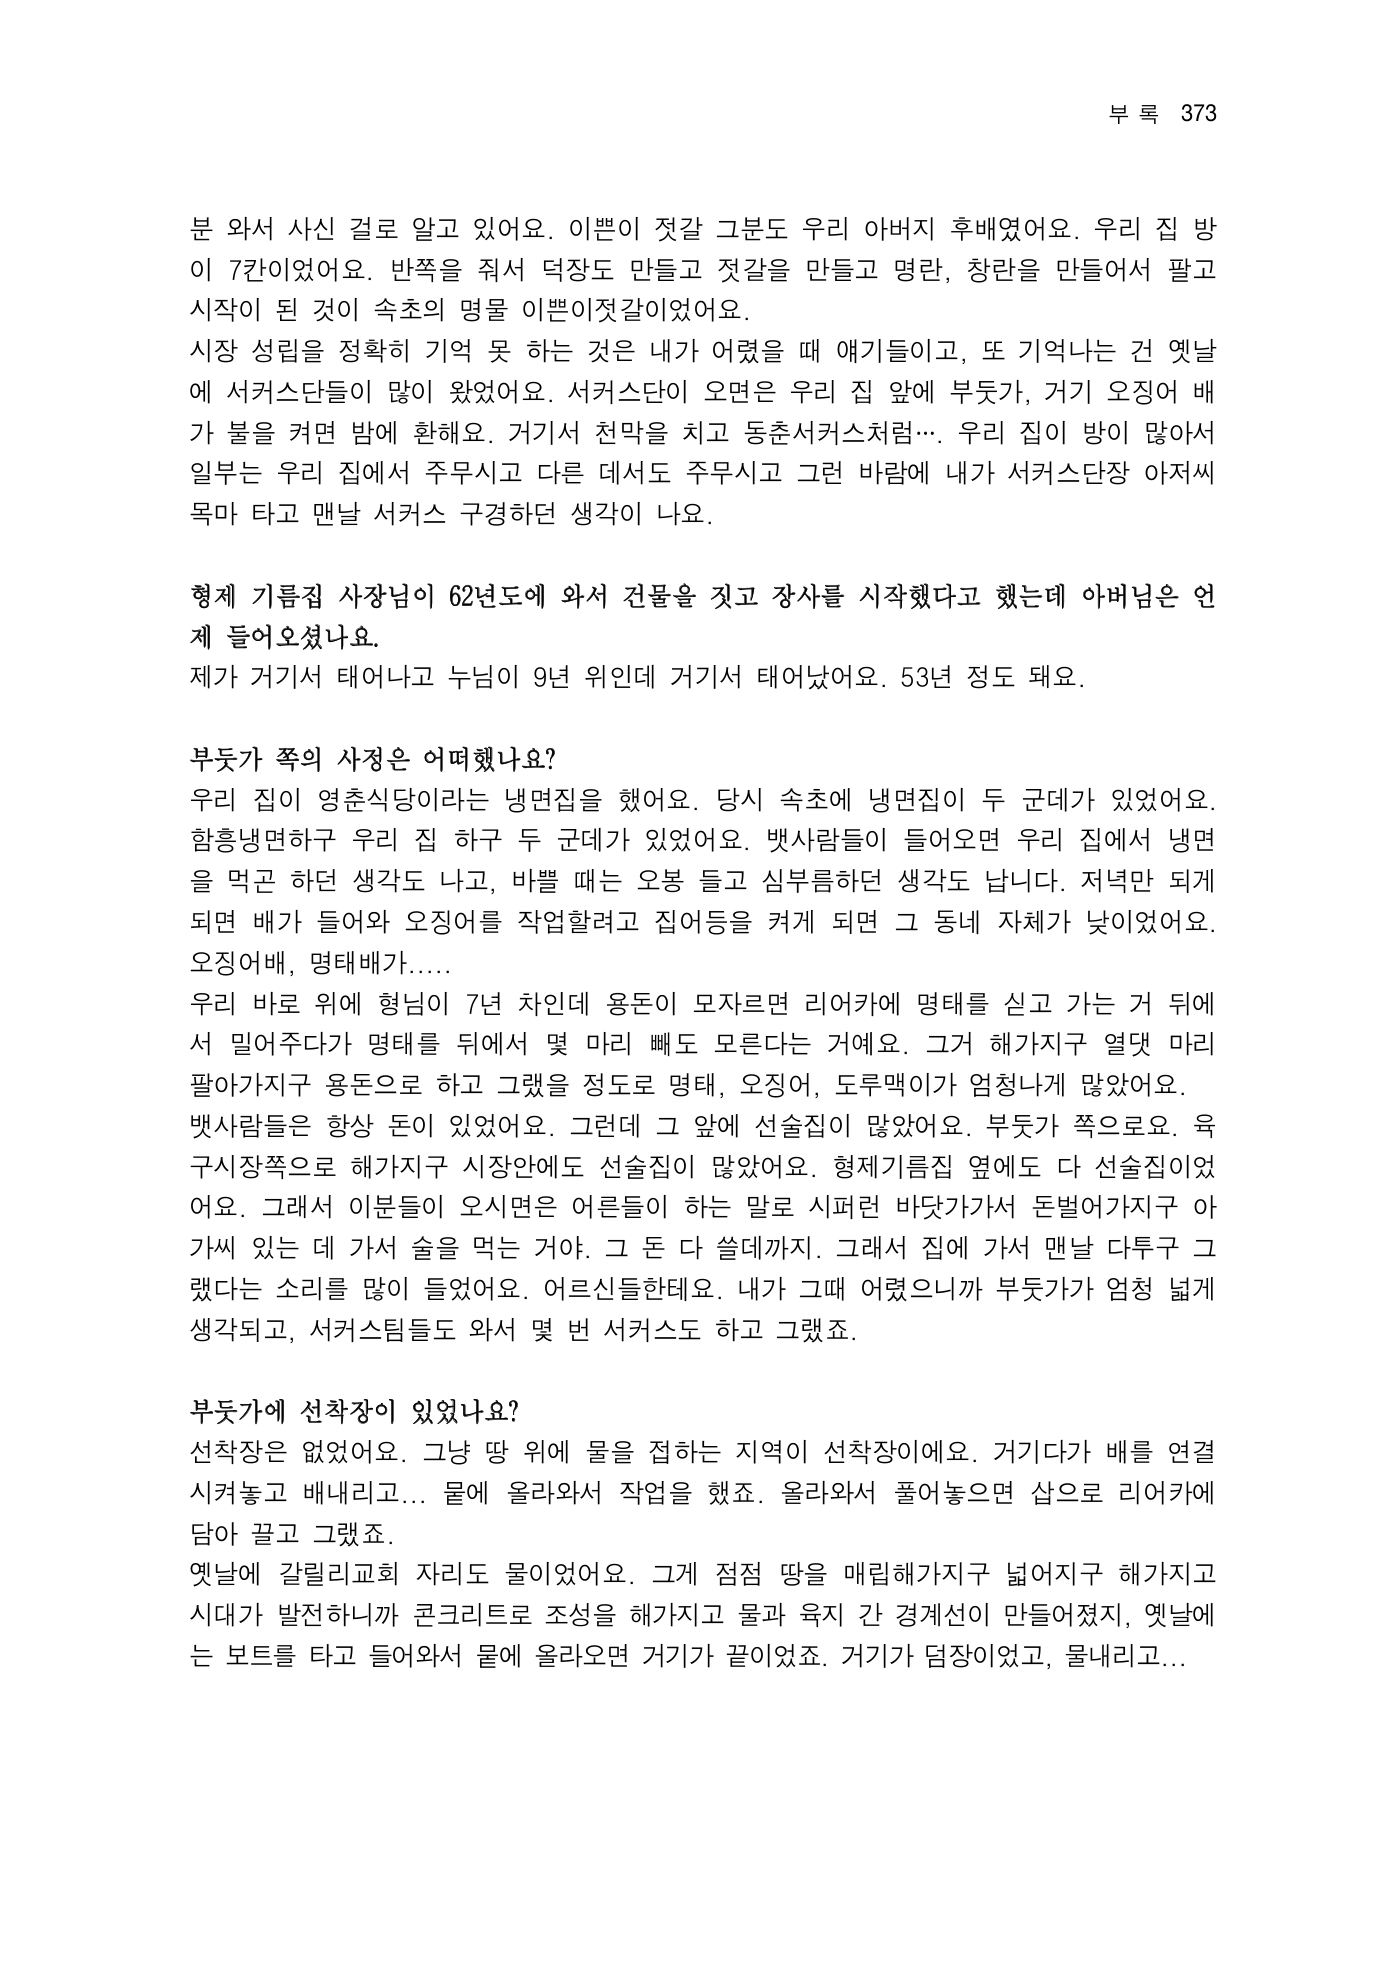 부 록 373
분 와서 사신 걸로 알고 있어요. 이쁜이 젓갈 그분도 우리 아버지 후배였어요. 우리 집 방
이 7칸이었어요. 반쪽을 줘서 덕장도 만들고 젓갈을 만들고 명란, 창란을 만들어서 팔고
시작이 된 것이 속초의 명물 이쁜이젓갈이었어요.
시장 성립을 정확히 기억 못 하는 것은 내가 어렸을 때 얘기들이고, 또 기억나는 건 옛날
에 서커스단들이 많이 왔었어요. 서커스단이 오면은 우리 집 앞에 부둣가, 거기 오징어 배
가 불을 켜면 밤에 환해요. 거기서 천막을 치고 동춘서커스처럼…. 우리 집이 방이 많아서
일부는 우리 집에서 주무시고 다른 데서도 주무시고 그런 바람에 내가 서커스단장 아저씨
목마 타고 맨날 서커스 구경하던 생각이 나요.
형제 기름집 사장님이 62년도에 와서 건물을 짓고 장사를 시작했다고 했는데 아버님은 언
제 들어오셨나요.
제가 거기서 태어나고 누님이 9년 위인데 거기서 태어났어요. 53년 정도 돼요.
부둣가 쪽의 사정은 어떠했나요?
우리 집이 영춘식당이라는 냉면집을 했어요. 당시 속초에 냉면집이 두 군데가 있었어요.
함흥냉면하구 우리 집 하구 두 군데가 있었어요. 뱃사람들이 들어오면 우리 집에서 냉면
을 먹곤 하던 생각도 나고, 바쁠 때는 오봉 들고 심부름하던 생각도 납니다. 저녁만 되게
되면 배가 들어와 오징어를 작업할려고 집어등을 켜게 되면 그 동네 자체가 낮이었어요.
오징어배, 명태배가.....
우리 바로 위에 형님이 7년 차인데 용돈이 모자르면 리어카에 명태를 싣고 가는 거 뒤에
서 밀어주다가 명태를 뒤에서 몇 마리 빼도 모른다는 거예요. 그거 해가지구 열댓 마리
팔아가지구 용돈으로 하고 그랬을 정도로 명태, 오징어, 도루맥이가 엄청나게 많았어요.
뱃사람들은 항상 돈이 있었어요. 그런데 그 앞에 선술집이 많았어요. 부둣가 쪽으로요. 육
구시장쪽으로 해가지구 시장안에도 선술집이 많았어요. 형제기름집 옆에도 다 선술집이었
어요. 그래서 이분들이 오시면은 어른들이 하는 말로 시퍼런 바닷가가서 돈벌어가지구 아
가씨 있는 데 가서 술을 먹는 거야. 그 돈 다 쓸데까지. 그래서 집에 가서 맨날 다투구 그
랬다는 소리를 많이 들었어요. 어르신들한테요. 내가 그때 어렸으니까 부둣가가 엄청 넓게
생각되고, 서커스팀들도 와서 몇 번 서커스도 하고 그랬죠.
부둣가에 선착장이 있었나요?
선착장은 없었어요. 그냥 땅 위에 물을 접하는 지역이 선착장이에요. 거기다가 배를 연결
시켜놓고 배내리고... 뭍에 올라와서 작업을 했죠. 올라와서 풀어놓으면 삽으로 리어카에
담아 끌고 그랬죠.
옛날에 갈릴리교회 자리도 물이었어요. 그게 점점 땅을 매립해가지구 넓어지구 해가지고
시대가 발전하니까 콘크리트로 조성을 해가지고 물과 육지 간 경계선이 만들어졌지, 옛날에
는 보트를 타고 들어와서 뭍에 올라오면 거기가 끝이었죠. 거기가 덤장이었고, 물내리고...